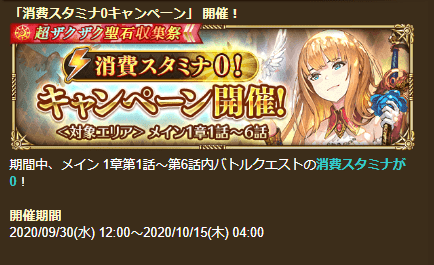 「消費スタミナ0キャンペーン」 開催！
超ザクザク聖石収集祭
消費スタミナ0!
キャンペーン開催!
<対象エリア> メイン1章1話～6話
期間中、メイン 1章第1話～第6話内バトルクエストの消費スタミナが
0！
開催期間
2020/09/30(水) 12:00～2020/10/15(木) 04:00